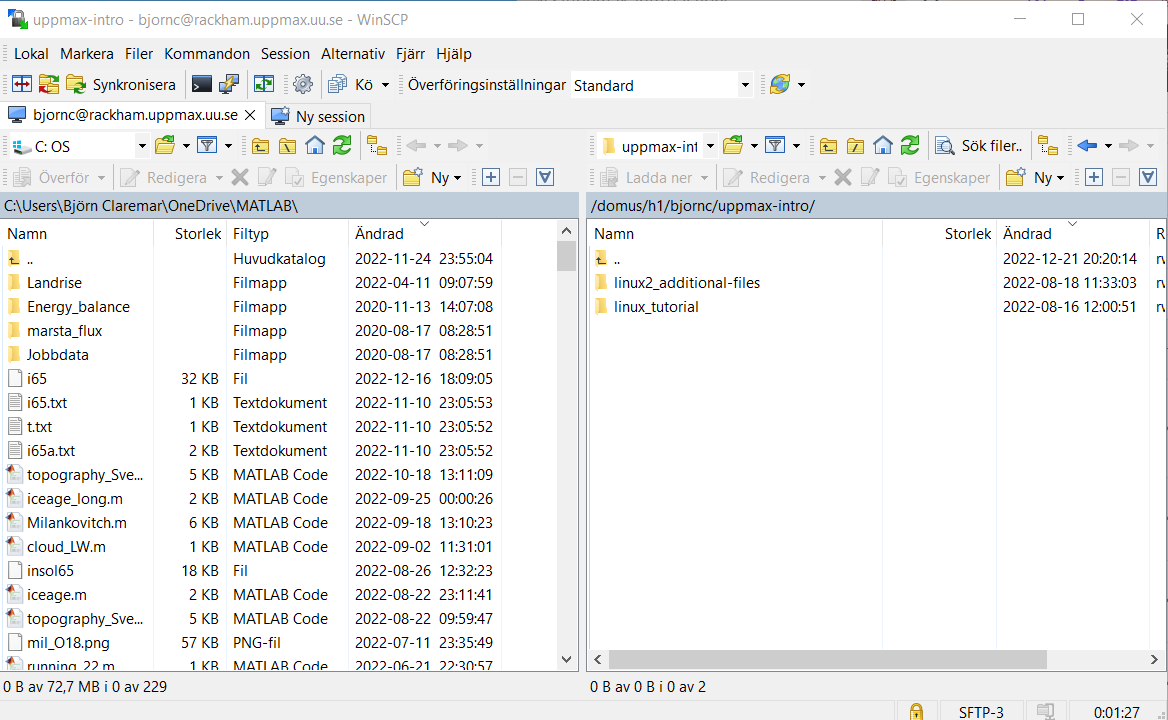 uppmax-intro - bjornc@rackham.uppmax.uu.se - WinSCP
Lokal Markera Filer Kommandon Session Alternativ Fjärr Hjälp
Synkronisera Kö Överföringsinställningar Standard
bjornc@rackham.uppmax.uu.se Ny session
C: OS uppmax-int Sök filer..
Överför Redigera Egenskaper Ny Ladda ner Redigera Egenskaper Ny
C:\Users\Björn Claremar\OneDrive\MATLAB\ /domus/h1/bjornc/uppmax-intro/
Namn Storlek Filtyp Ändrad Namn Storlek Ändrad R
.. Huvudkatalog 2022-11-24 23:55:04 .. 2022-12-21 20:20:14
Landrise Filmapp 2022-04-11 09:07:59 linux2_additional-files 2022-08-18 11:33:03
Energy_balance Filmapp 2020-11-13 14:07:08 linux_tutorial 2022-08-16 12:00:51
marsta_flux Filmapp 2020-08-17 08:28:51
Jobbdata Filmapp 2020-08-17 08:28:51
i65 32 KB Fil 2022-12-16 18:09:05
i65.txt 1 KB Textdokument 2022-11-10 23:05:53
t.txt 1 KB Textdokument 2022-11-10 23:05:52
i65a.txt 2 KB Textdokument 2022-11-10 23:05:52
topography_Sve... 5 KB MATLAB Code 2022-10-18 13:11:09
iceage_long.m 2 KB MATLAB Code 2022-09-25 00:00:26
Milankovitch.m 6 KB MATLAB Code 2022-09-18 13:10:23
cloud_LW.m 1 KB MATLAB Code 2022-09-02 11:31:01
insol65 18 KB Fil 2022-08-26 12:32:23
iceage.m 2 KB MATLAB Code 2022-08-22 23:11:41
topography_Sve... 5 KB MATLAB Code 2022-08-22 09:59:47
mil_O18.png 57 KB PNG-fil 2022-07-11 23:35:49
running_22.m 1 KB MATLAB Code 2022-06-21 22:30:57
0 B av 72,7 MB i 0 av 229 0 B av 0 B i 0 av 2
SFTP-3 0:01:27